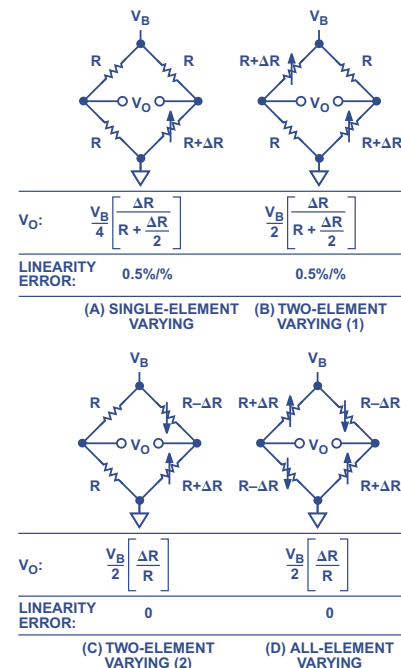 V_B V_B
R R R+ΔR R
V_O V_O
R R+ΔR R R+ΔR
V_O: V_B/4 [ΔR / (R + ΔR/2)] V_B/2 [ΔR / (R + ΔR/2)]
LINEARITY ERROR: 0.5%/% 0.5%/%
(A) SINGLE-ELEMENT VARYING (B) TWO-ELEMENT VARYING (1)
V_B V_B
R R–ΔR R+ΔR R–ΔR
V_O V_O
R R+ΔR R–ΔR R+ΔR
V_O: V_B/2 [ΔR/R] V_B/2 [ΔR/R]
LINEARITY ERROR: 0 0
(C) TWO-ELEMENT VARYING (2) (D) ALL-ELEMENT VARYING